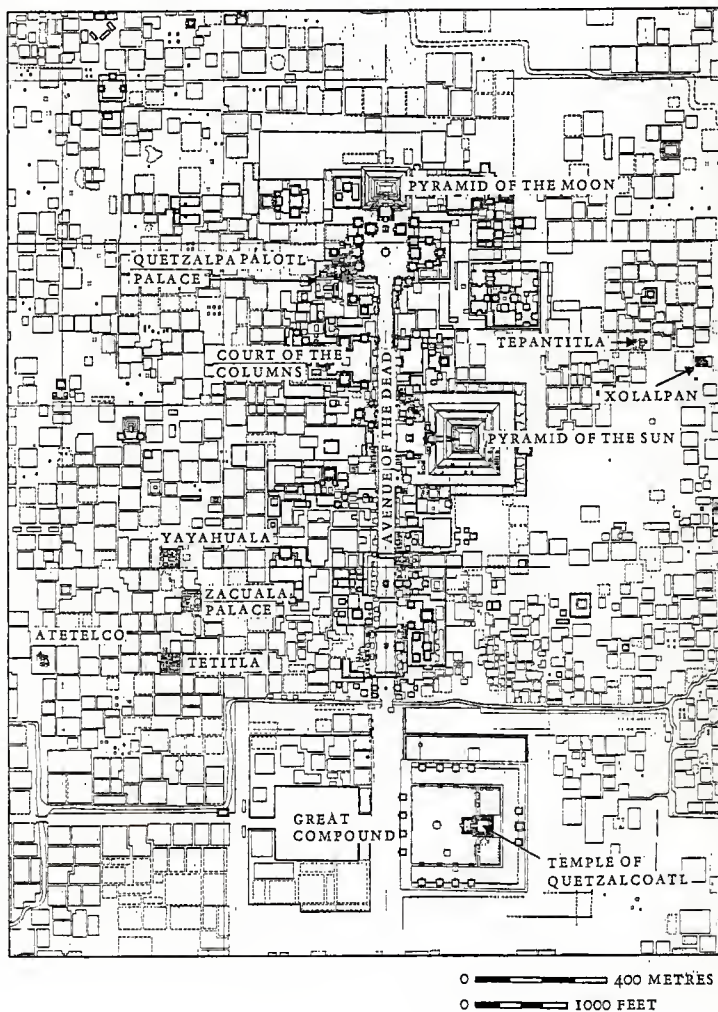 PYRAMID OF THE MOON
QUETZALPAPALOTL
PALACE
COURT OF THE
COLUMNS
TEPANTITLA
XOLALPAN
AVENUE OF THE DEAD
PYRAMID OF THE SUN
YAYAHUALA
ZACUALA
PALACE
ATETELCO
TETITLA
GREAT
COMPOUND
TEMPLE OF
QUETZALCOATL
0 400 METRES
0 1000 FEET